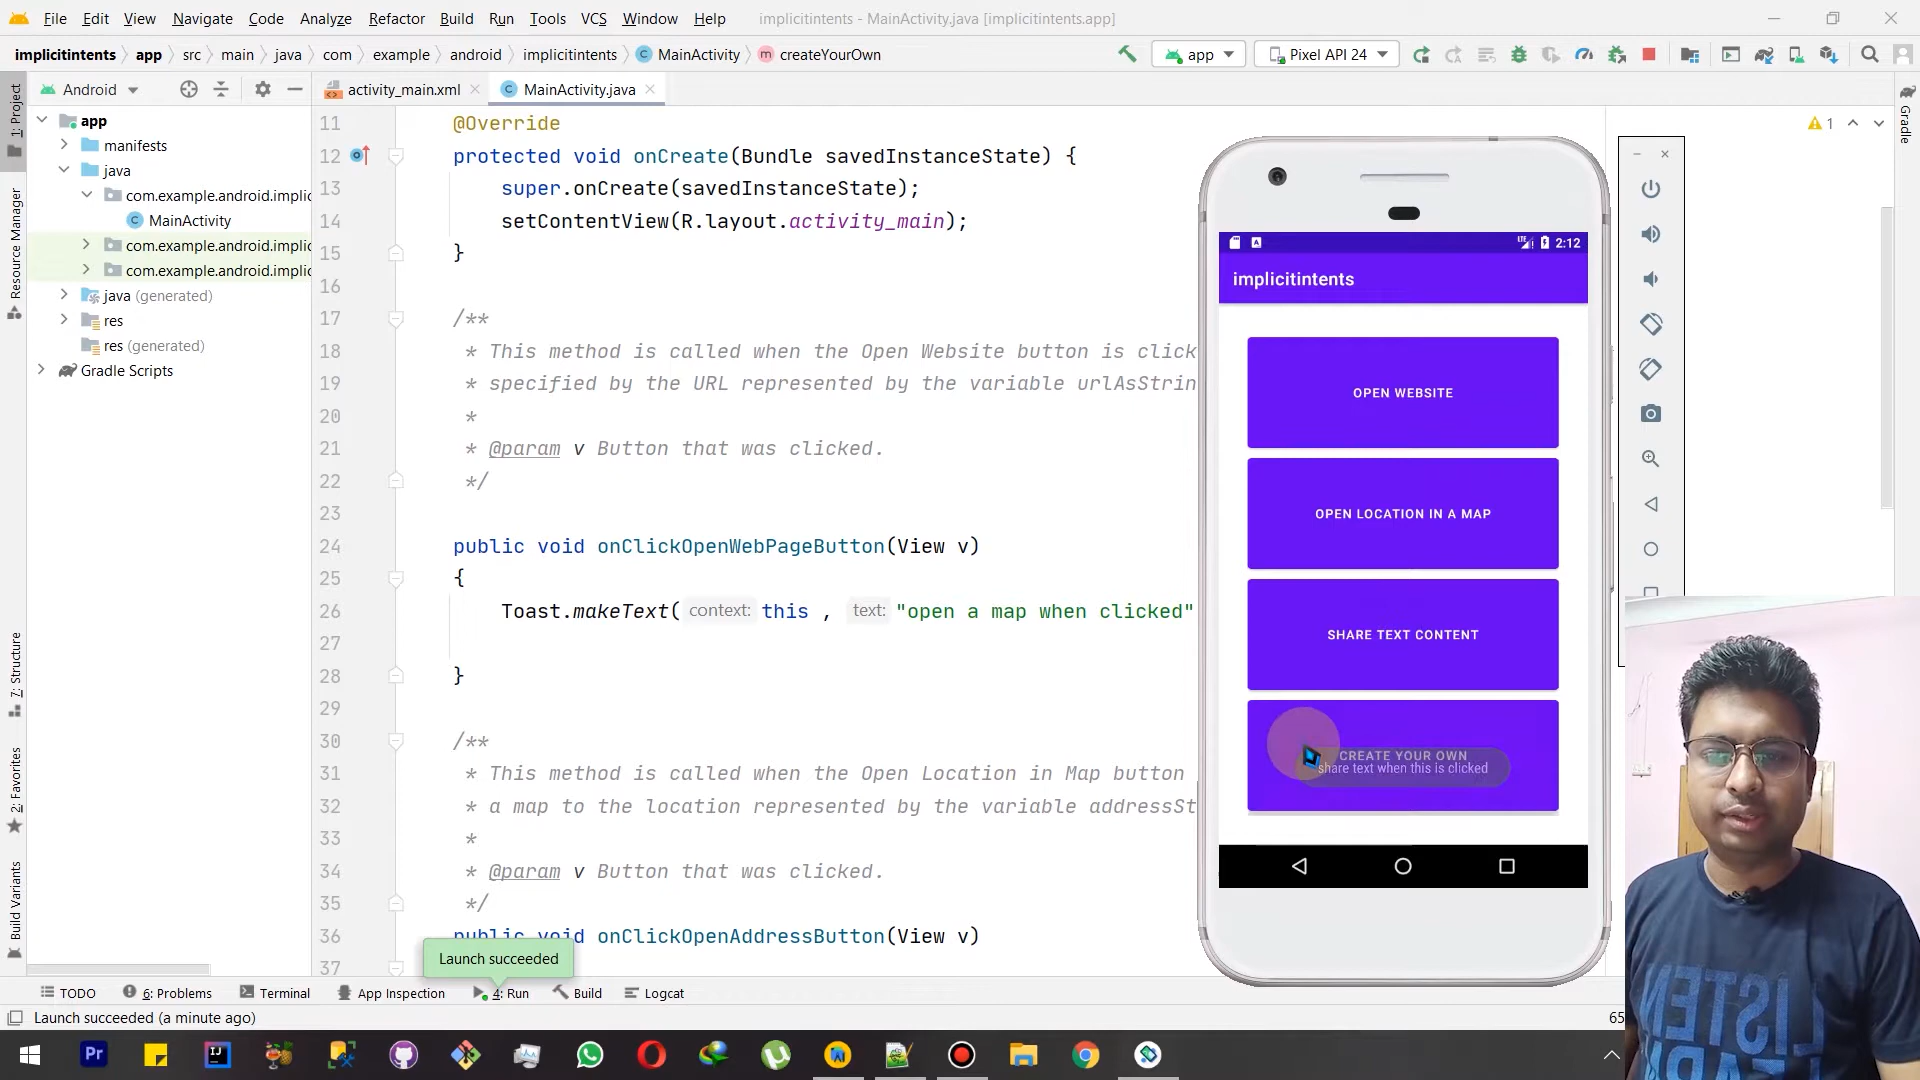 File Edit View Navigate Code Analyze Refactor Build Run Tools VCS Window Help implicitintents - MainActivity.java [implicitintents.app]
implicitintents app src main java com example android implicitintents MainActivity createYourOwn app Pixel API 24
Android activity_main.xml MainActivity.java
1: Project
Resource Manager
7: Structure
2: Favorites
Build Variants
Gradle
app
manifests
java
com.example.android.implic
MainActivity
com.example.android.implic
com.example.android.implic
java (generated)
res
res (generated)
Gradle Scripts
1
11 @Override
12 protected void onCreate(Bundle savedInstanceState) {
13 super.onCreate(savedInstanceState);
14 setContentView(R.layout.activity_main);
15 }
16
17 /**
18 * This method is called when the Open Website button is click
19 * specified by the URL represented by the variable urlAsStrin
20 *
21 * @param v Button that was clicked.
22 */
23
24 public void onClickOpenWebPageButton(View v)
25 {
26 Toast.makeText( context: this , text: "open a map when clicked"
27
28 }
29
30 /**
31 * This method is called when the Open Location in Map button
32 * a map to the location represented by the variable addressSt
33 *
34 * @param v Button that was clicked.
35 */
36 public void onClickOpenAddressButton(View v)
37
Launch succeeded
LTE 2:12
implicitintents
OPEN WEBSITE
OPEN LOCATION IN A MAP
SHARE TEXT CONTENT
CREATE YOUR OWN
share text when this is clicked
TODO 6: Problems Terminal App Inspection 4: Run Build Logcat
Launch succeeded (a minute ago) 65
Pr IJ